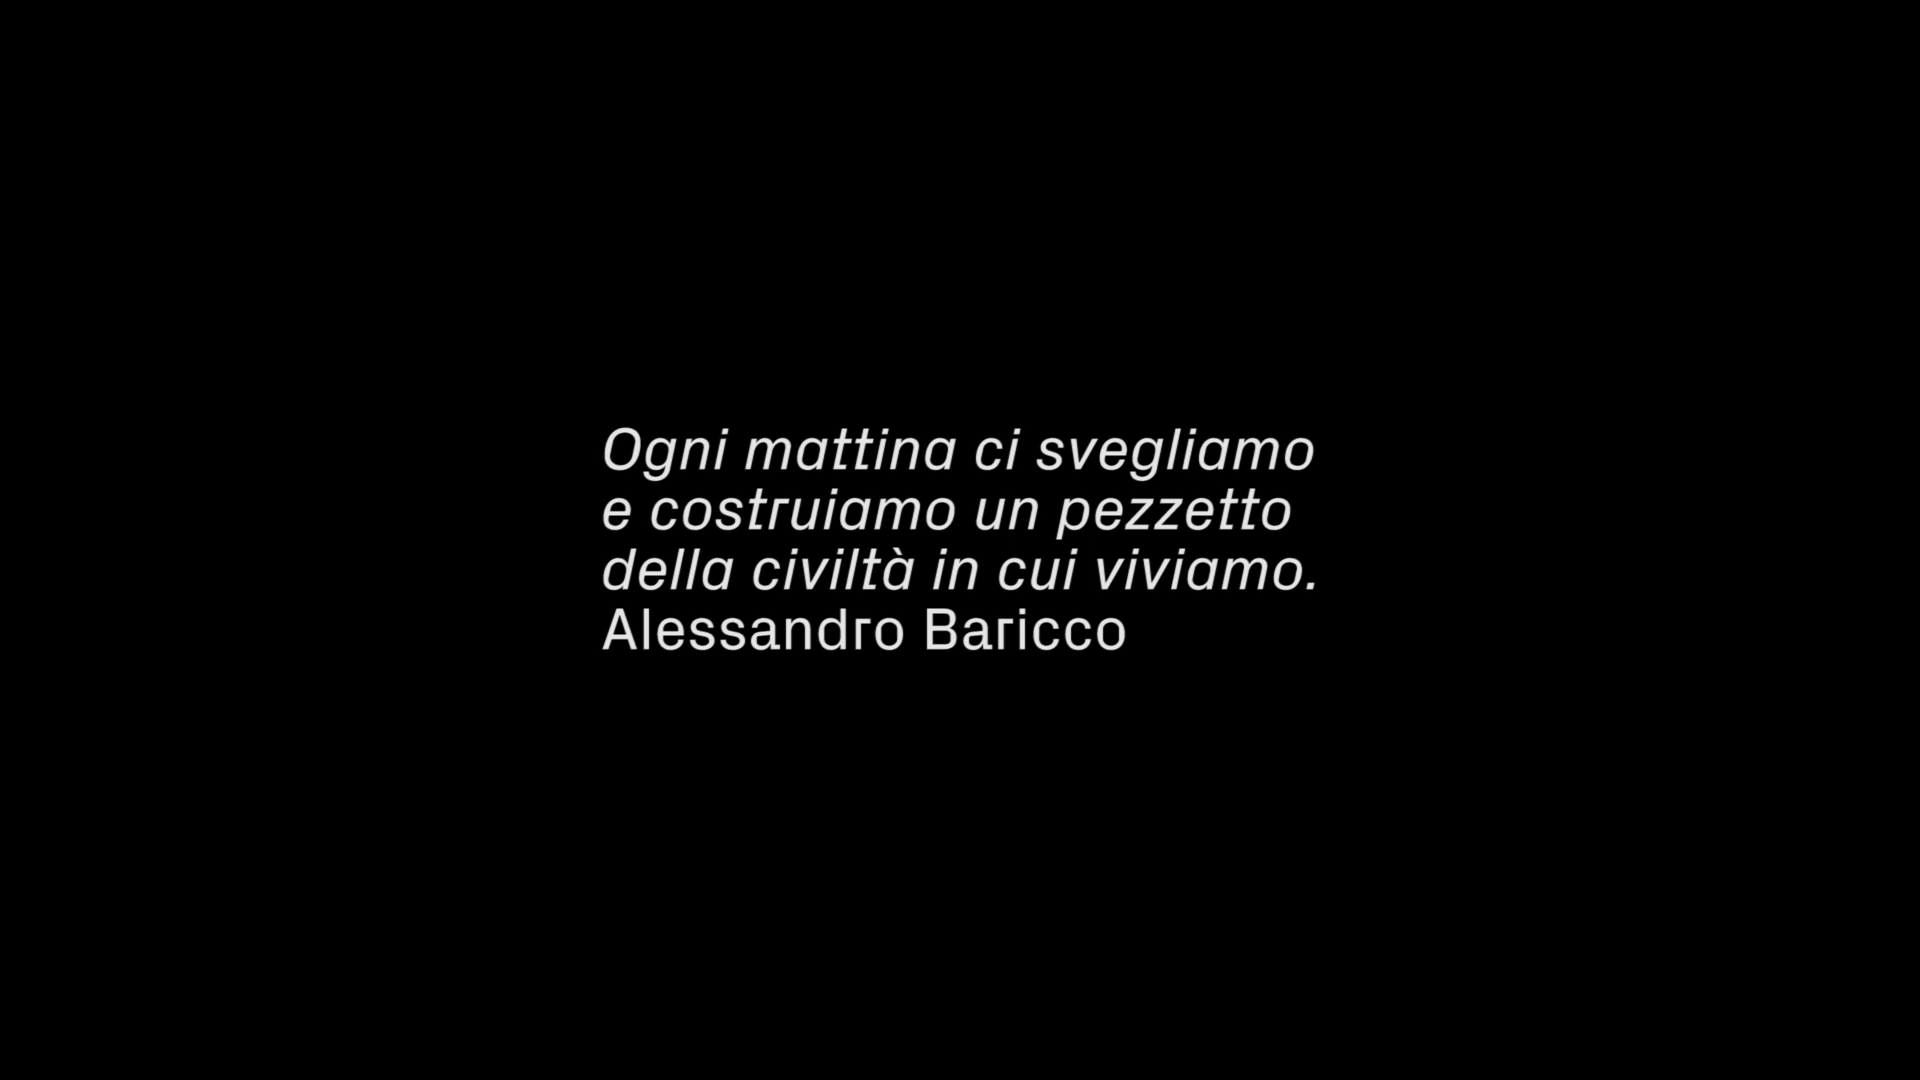 Ogni mattina ci svegliamo
e costruiamo un pezzetto
della civiltà in cui viviamo.
Alessandro Baricco